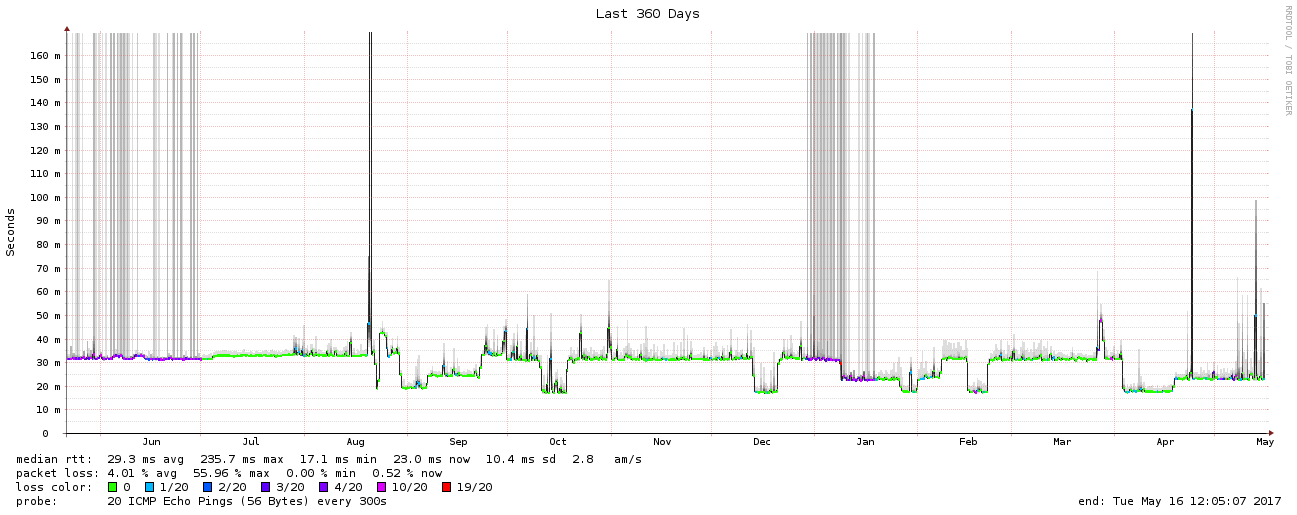 Last 360 Days
RRDTOOL / TOBI OETIKER
Seconds
160 m
150 m
140 m
130 m
120 m
110 m
100 m
90 m
80 m
70 m
60 m
50 m
40 m
30 m
20 m
10 m
0
Jun Jul Aug Sep Oct Nov Dec Jan Feb Mar Apr May
median rtt: 29.3 ms avg 235.7 ms max 17.1 ms min 23.0 ms now 10.4 ms sd 2.8 am/s
packet loss: 4.01 % avg 55.96 % max 0.00 % min 0.52 % now
loss color: 0 1/20 2/20 3/20 4/20 10/20 19/20
probe: 20 ICMP Echo Pings (56 Bytes) every 300s end: Tue May 16 12:05:07 2017